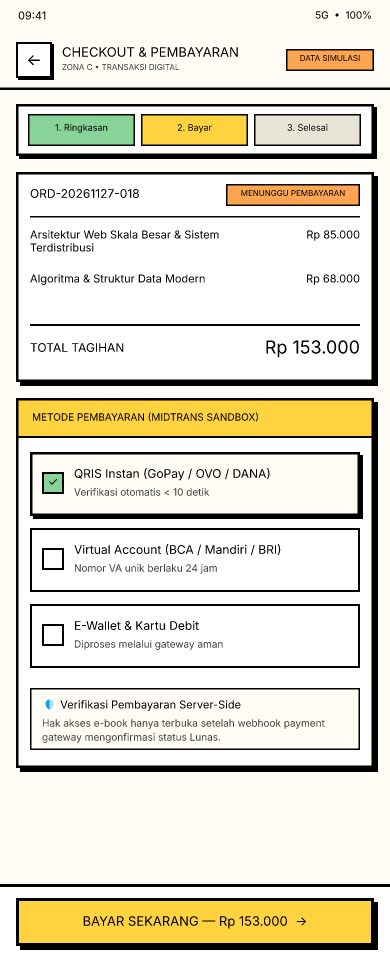 09:41
5G • 100%
←
CHECKOUT & PEMBAYARAN
ZONA C • TRANSAKSI DIGITAL
DATA SIMULASI
1. Ringkasan
2. Bayar
3. Selesai
ORD-20261127-018
MENUNGGU PEMBAYARAN
Arsitektur Web Skala Besar & Sistem
Terdistribusi
Rp 85.000
Algoritma & Struktur Data Modern
Rp 68.000
TOTAL TAGIHAN
Rp 153.000
METODE PEMBAYARAN (MIDTRANS SANDBOX)
✓
QRIS Instan (GoPay / OVO / DANA)
Verifikasi otomatis < 10 detik
Virtual Account (BCA / Mandiri / BRI)
Nomor VA unik berlaku 24 jam
E-Wallet & Kartu Debit
Diproses melalui gateway aman
Verifikasi Pembayaran Server-Side
Hak akses e-book hanya terbuka setelah webhook payment
gateway mengonfirmasi status Lunas.
BAYAR SEKARANG — Rp 153.000 →